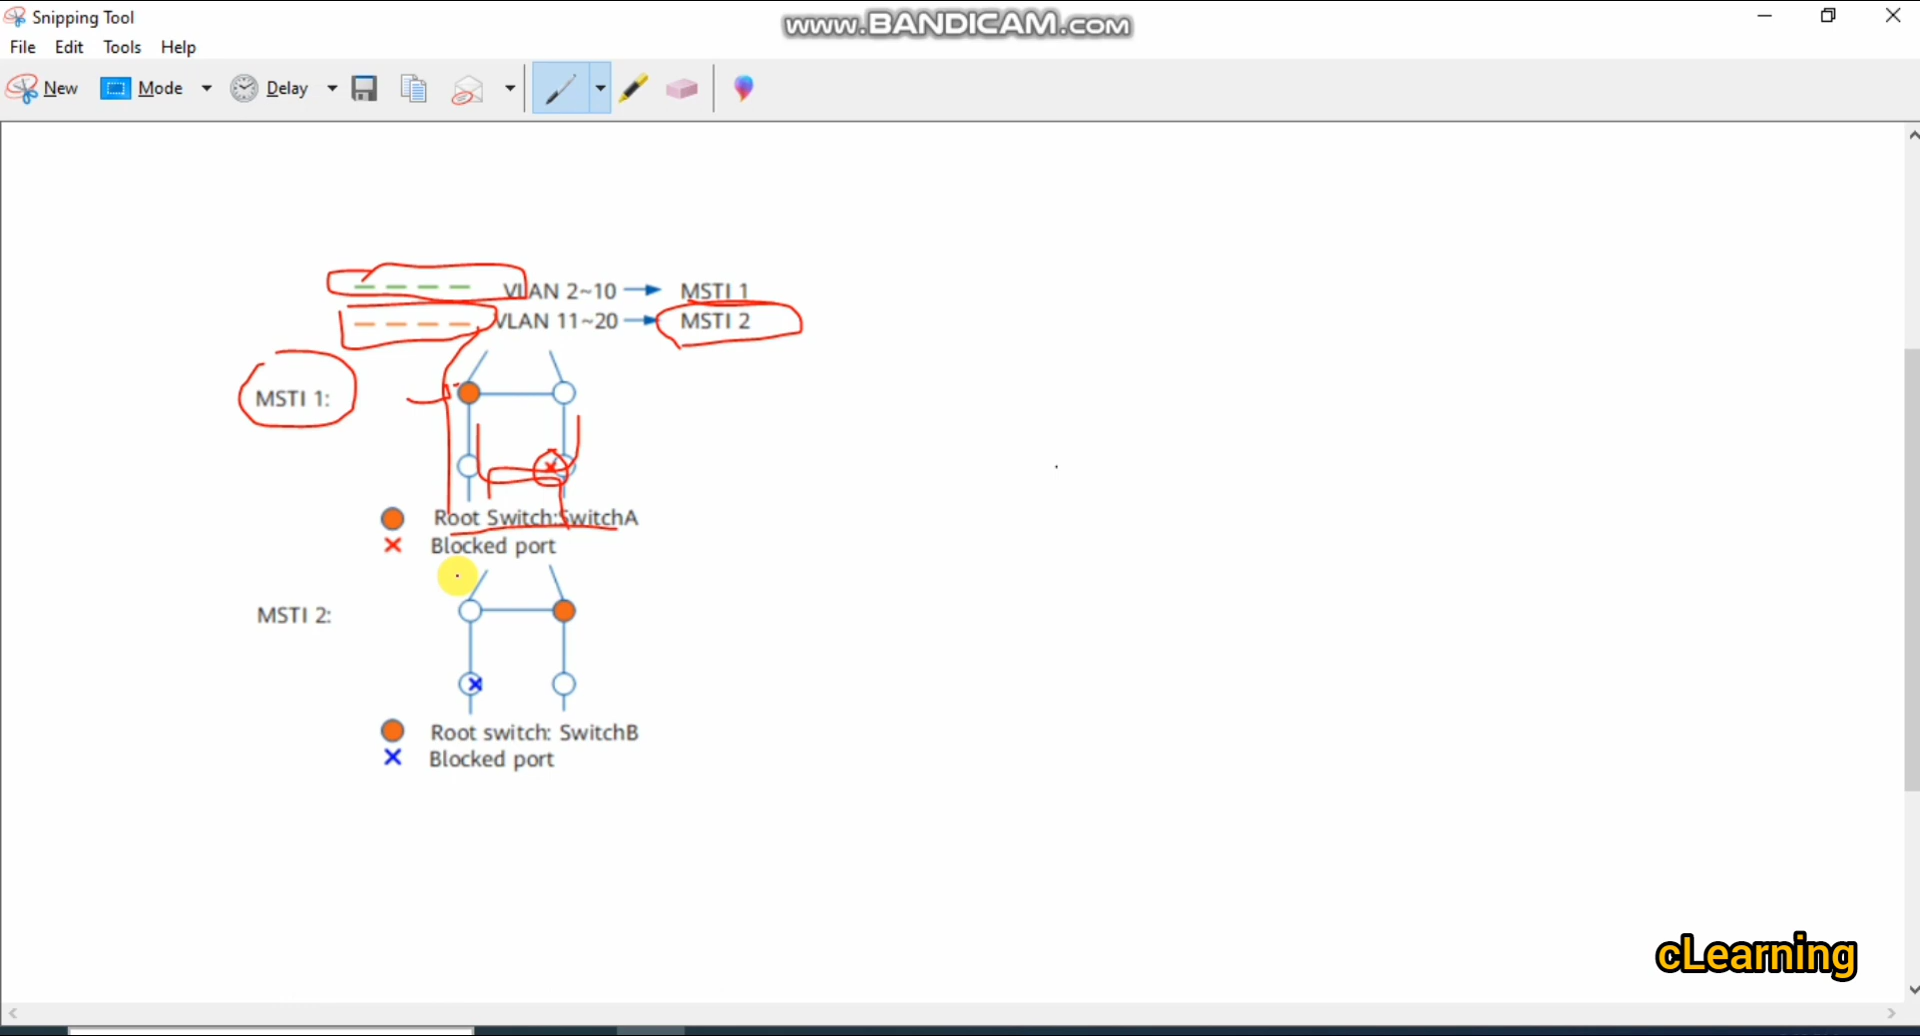 Snipping Tool
www.BANDICAM.com
File Edit Tools Help
New Mode Delay
VLAN 2~10 MSTI 1
VLAN 11~20 MSTI 2
MSTI 1:
Root Switch:SwitchA
Blocked port
MSTI 2:
Root switch: SwitchB
Blocked port
cLearning